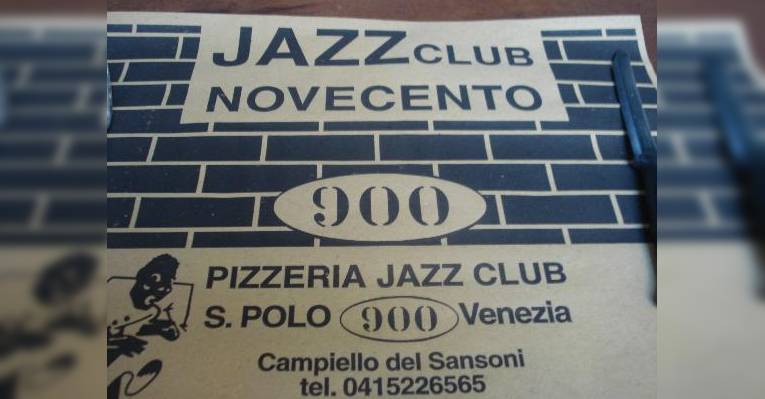 JAZZ CLUB
NOVECENTO
900
PIZZERIA JAZZ CLUB
S. POLO 900 Venezia
Campiello del Sansoni
tel. 0415226565